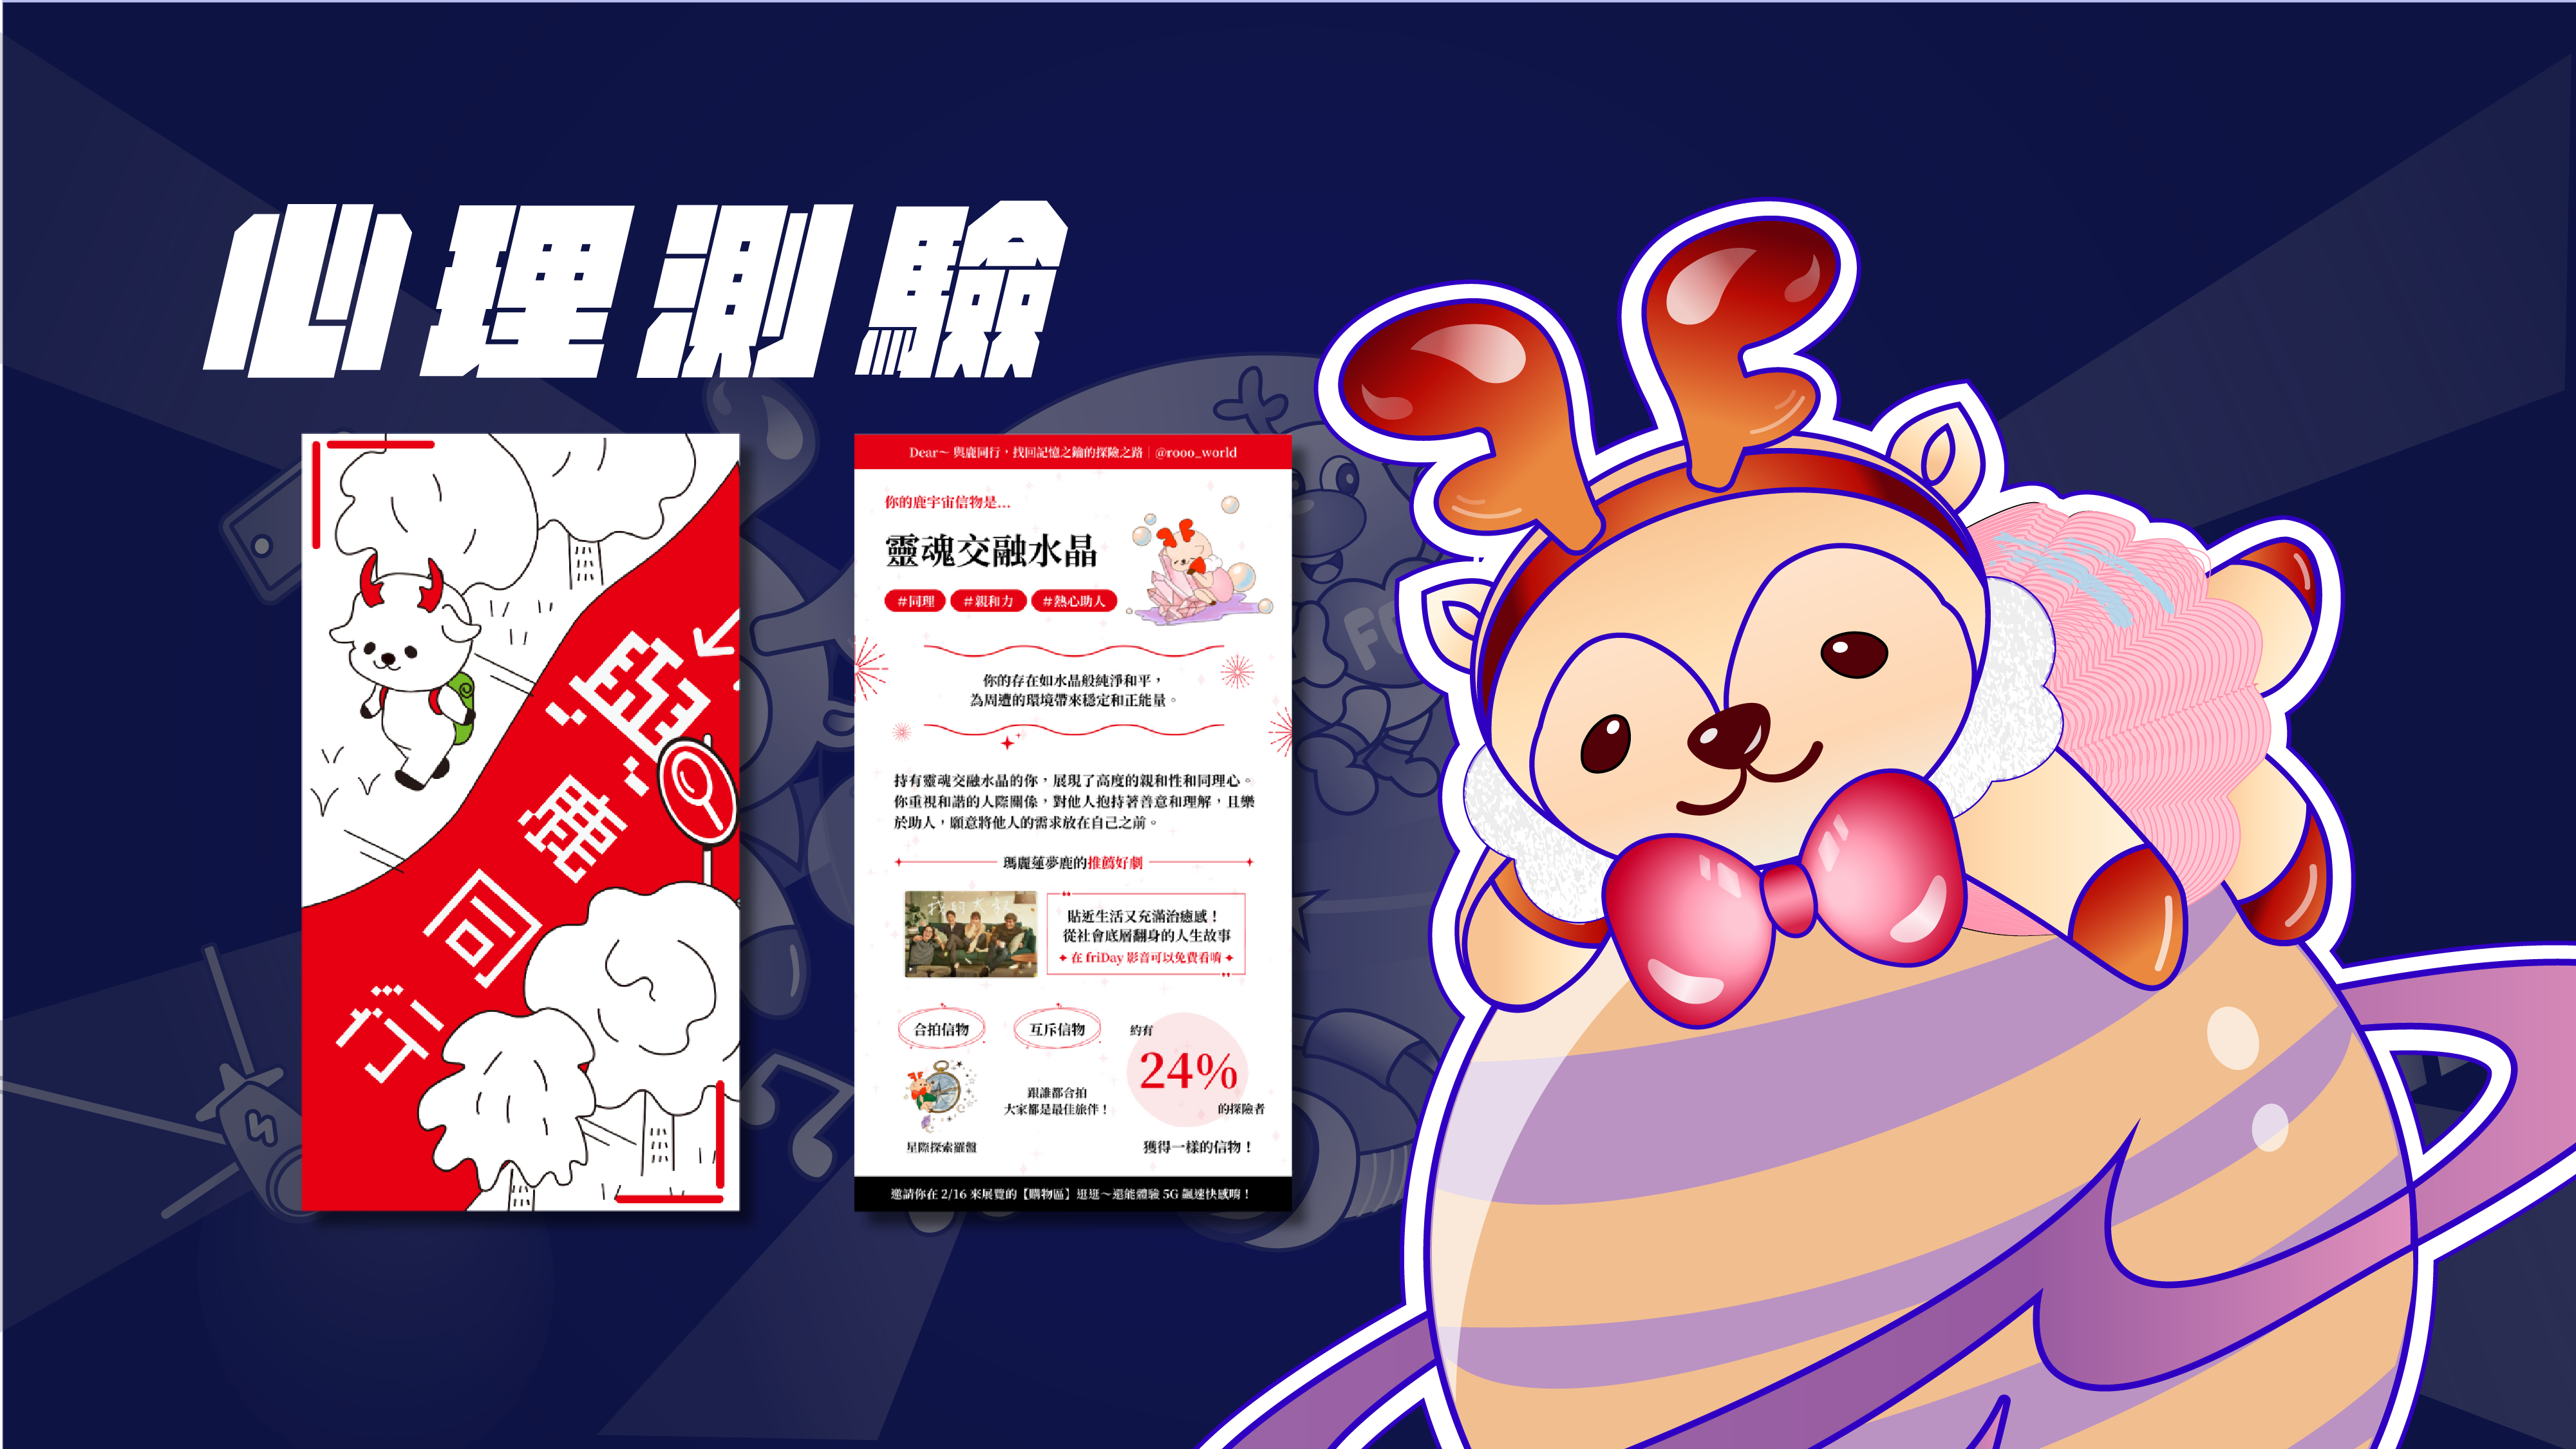 心理測驗
與鹿同行
Dear～ 與鹿同行，找回記憶之鑰的探險之路｜@rooo_world
你的鹿宇宙信物是...
靈魂交融水晶
#同理 #親和力 #熱心助人
你的存在如水晶般純淨和平，
為周遭的環境帶來穩定和正能量。
持有靈魂交融水晶的你，展現了高度的親和性和同理心。
你重視和諧的人際關係，對他人抱持著善意和理解，且樂
於助人，願意將他人的需求放在自己之前。
瑪麗蓮夢鹿的推薦好劇
我的大叔
貼近生活又充滿治癒感！
從社會底層翻身的人生故事
✦ 在 friDay 影音可以免費看唷 ✦
合拍信物
互斥信物
約有
24%
的探險者
獲得一樣的信物！
跟誰都合拍
大家都是最佳旅伴！
星際探索羅盤
邀請你在 2/16 來展覽的【購物區】逛逛～還能體驗 5G 飆速快感唷！